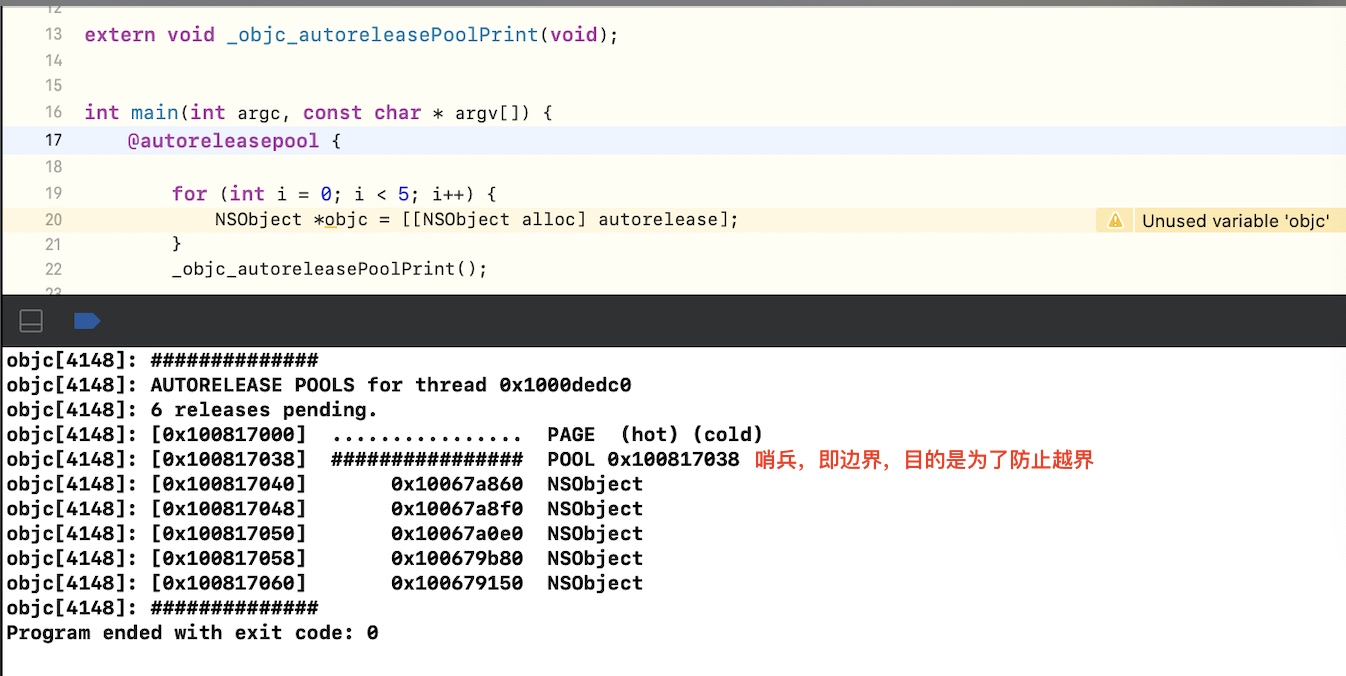 12
13 extern void _objc_autoreleasePoolPrint(void);
14
15
16 int main(int argc, const char * argv[]) {
17 @autoreleasepool {
18
19 for (int i = 0; i < 5; i++) {
20 NSObject *objc = [[NSObject alloc] autorelease]; Unused variable 'objc'
21 }
22 _objc_autoreleasePoolPrint();
23
objc[4148]: ##############
objc[4148]: AUTORELEASE POOLS for thread 0x1000dedc0
objc[4148]: 6 releases pending.
objc[4148]: [0x100817000] ................ PAGE (hot) (cold)
objc[4148]: [0x100817038] ################ POOL 0x100817038 哨兵，即边界，目的是为了防止越界
objc[4148]: [0x100817040] 0x10067a860 NSObject
objc[4148]: [0x100817048] 0x10067a8f0 NSObject
objc[4148]: [0x100817050] 0x10067a0e0 NSObject
objc[4148]: [0x100817058] 0x100679b80 NSObject
objc[4148]: [0x100817060] 0x100679150 NSObject
objc[4148]: ##############
Program ended with exit code: 0